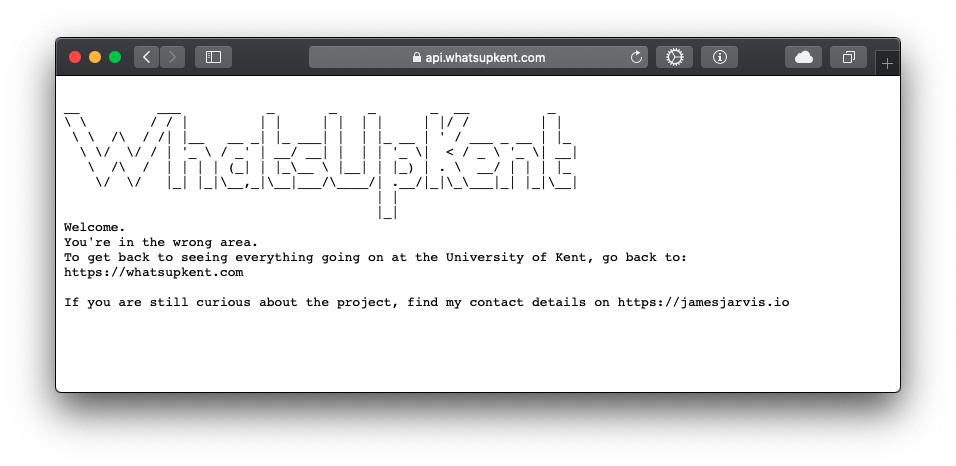 api.whatsupkent.com
WhatsUpKent
Welcome.
You're in the wrong area.
To get back to seeing everything going on at the University of Kent, go back to:
https://whatsupkent.com
If you are still curious about the project, find my contact details on https://jamesjarvis.io